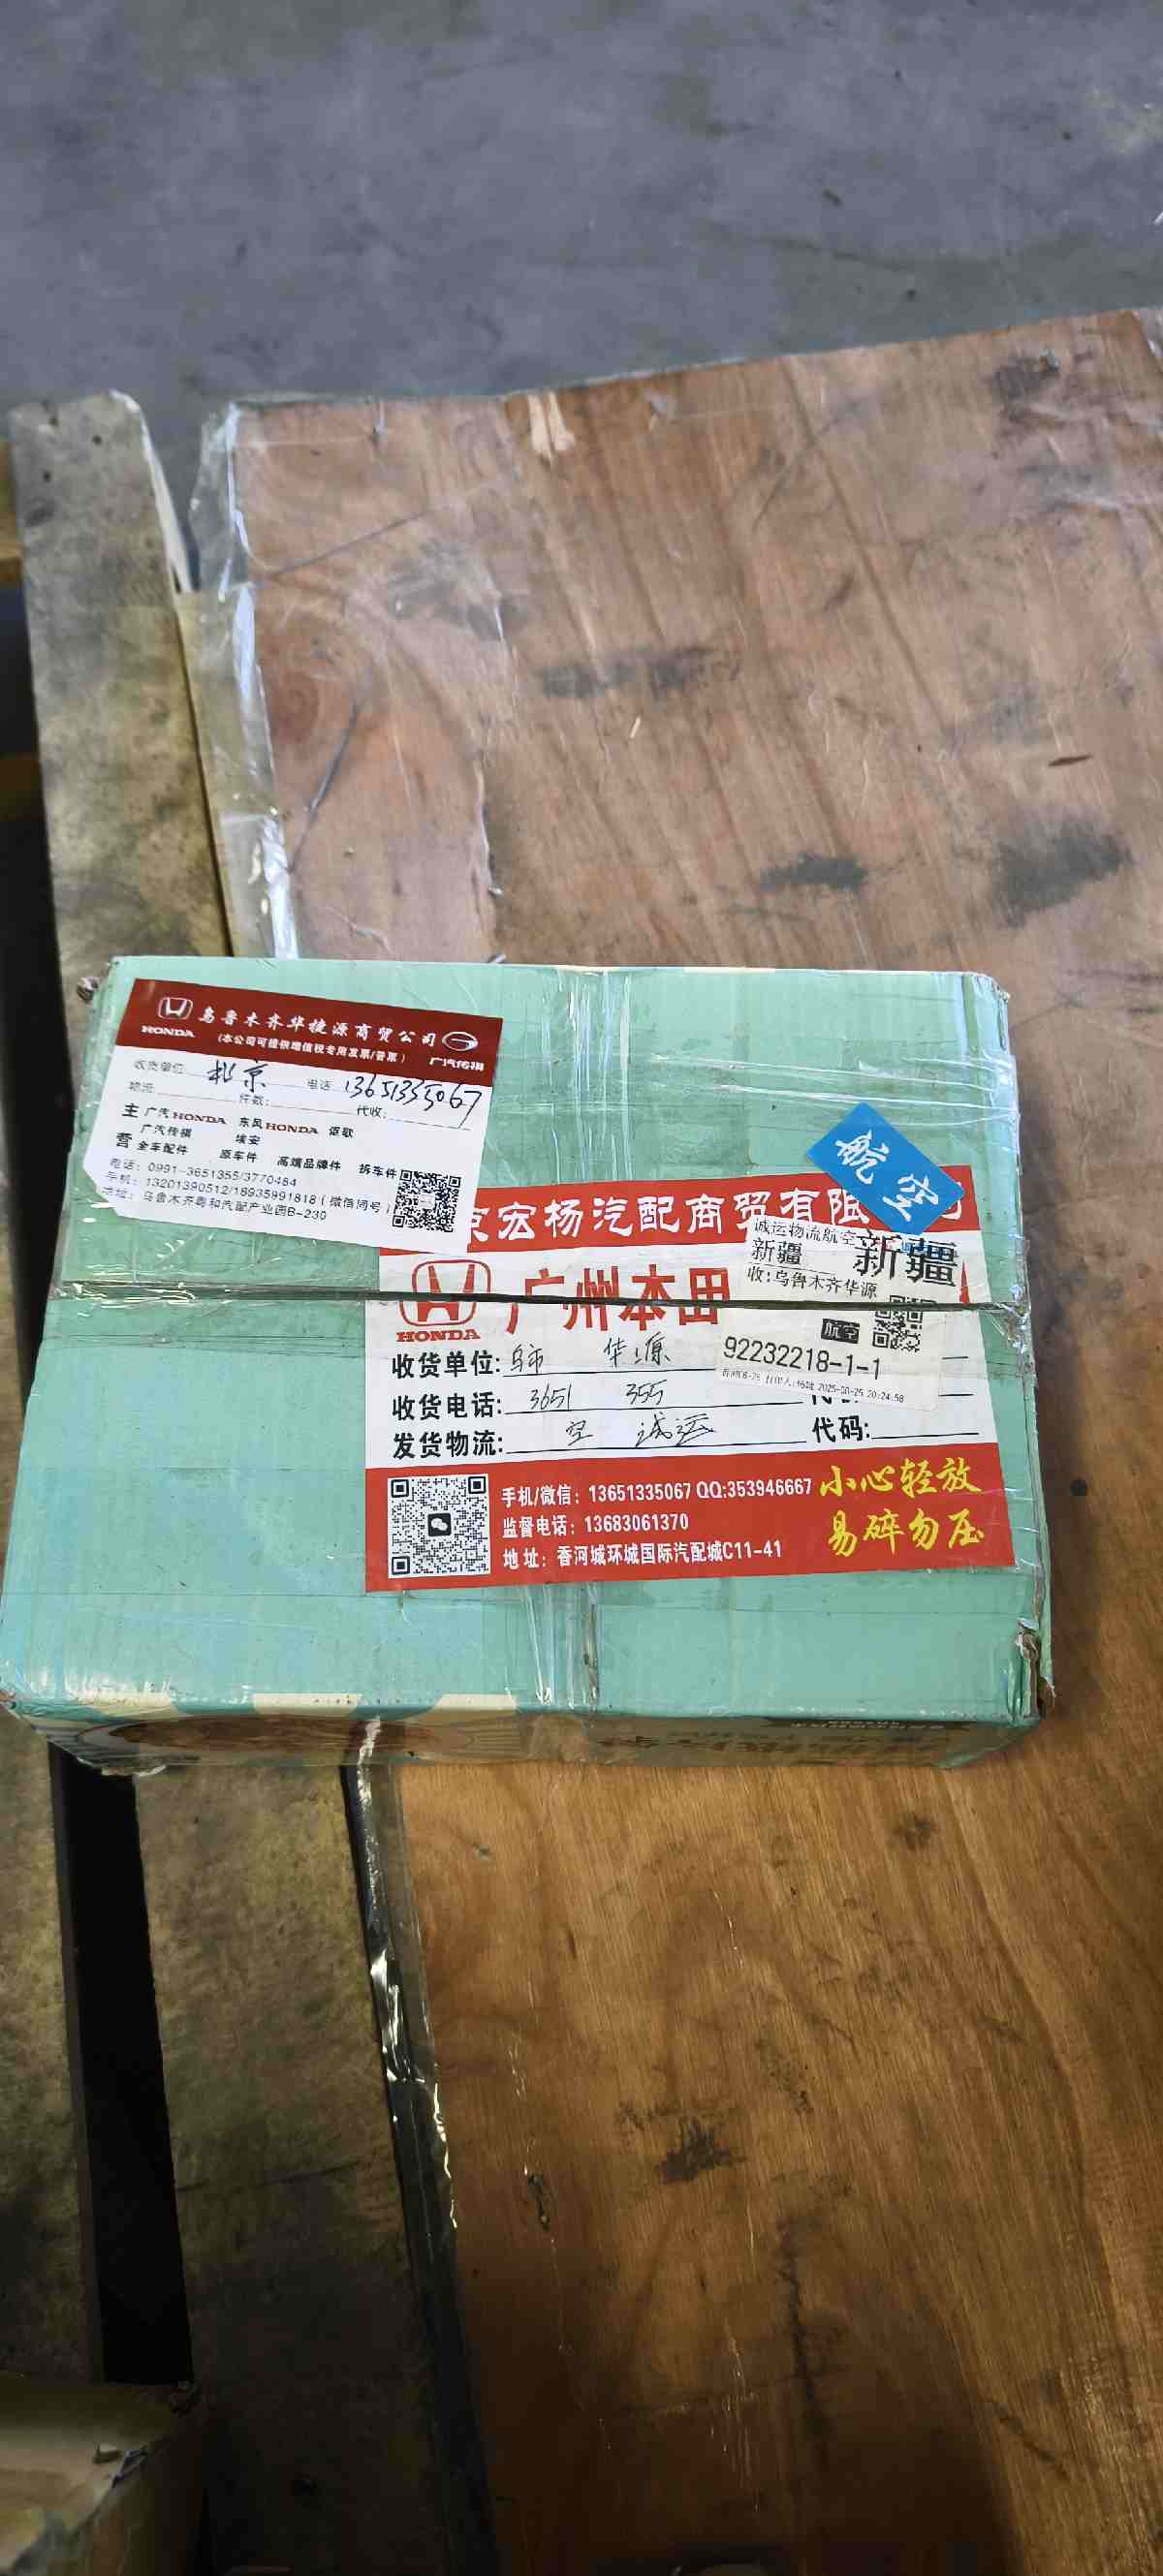 HONDA 乌鲁木齐华捷源商贸公司
(本公司可提供增值税专用发票/普票) 广汽传祺
收货单位: 北京 电话: 13651335067
物流: 件数: 代收:
主营
广汽HONDA 东风HONDA 讴歌
广汽传祺 埃安
全车配件 原车件 高端品牌件 拆车件
电话: 0991-3651355/3770484
手机: 13201390512/18935991818(微信同号)
地址: 乌鲁木齐粤和汽配产业园B-230
航空
京宏杨汽配商贸有限
HONDA 广州本田
诚运物流航空
新疆 新疆
收:乌鲁木齐华源
航空
92232218-1-1
20:24:58
收货单位: 乌市 华源
收货电话: 3651 355
发货物流: 空 诚运 代码:
手机/微信: 13651335067 QQ:353946667
监督电话: 13683061370
地址: 香河城环城国际汽配城C11-41
小心轻放
易碎勿压